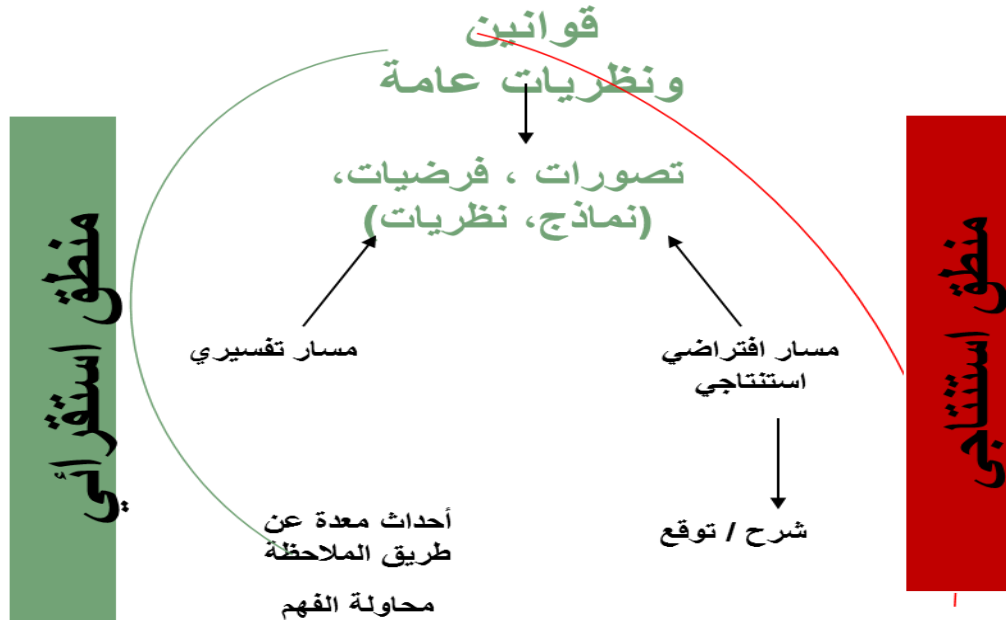 قوانين
ونظريات عامة
تصورات ، فرضيات،
(نماذج، نظريات)
منطق استنتاجي
منطق استقرائي
مسار افتراضي
استنتاجي
مسار تفسيري
شرح / توقع
أحداث معدة عن
طريق الملاحظة
محاولة الفهم